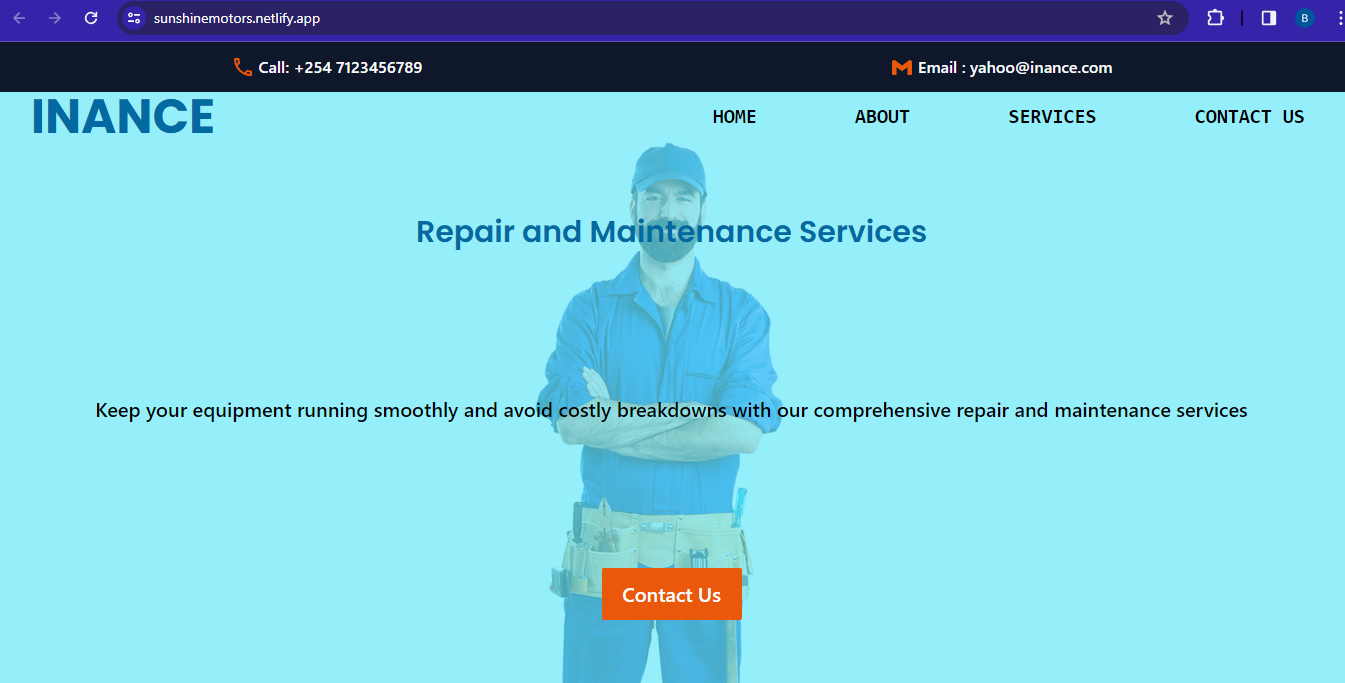 sunshinemotors.netlify.app
B
Call: +254 7123456789
Email : yahoo@inance.com
INANCE
HOME
ABOUT
SERVICES
CONTACT US
Repair and Maintenance Services
Keep your equipment running smoothly and avoid costly breakdowns with our comprehensive repair and maintenance services
Contact Us